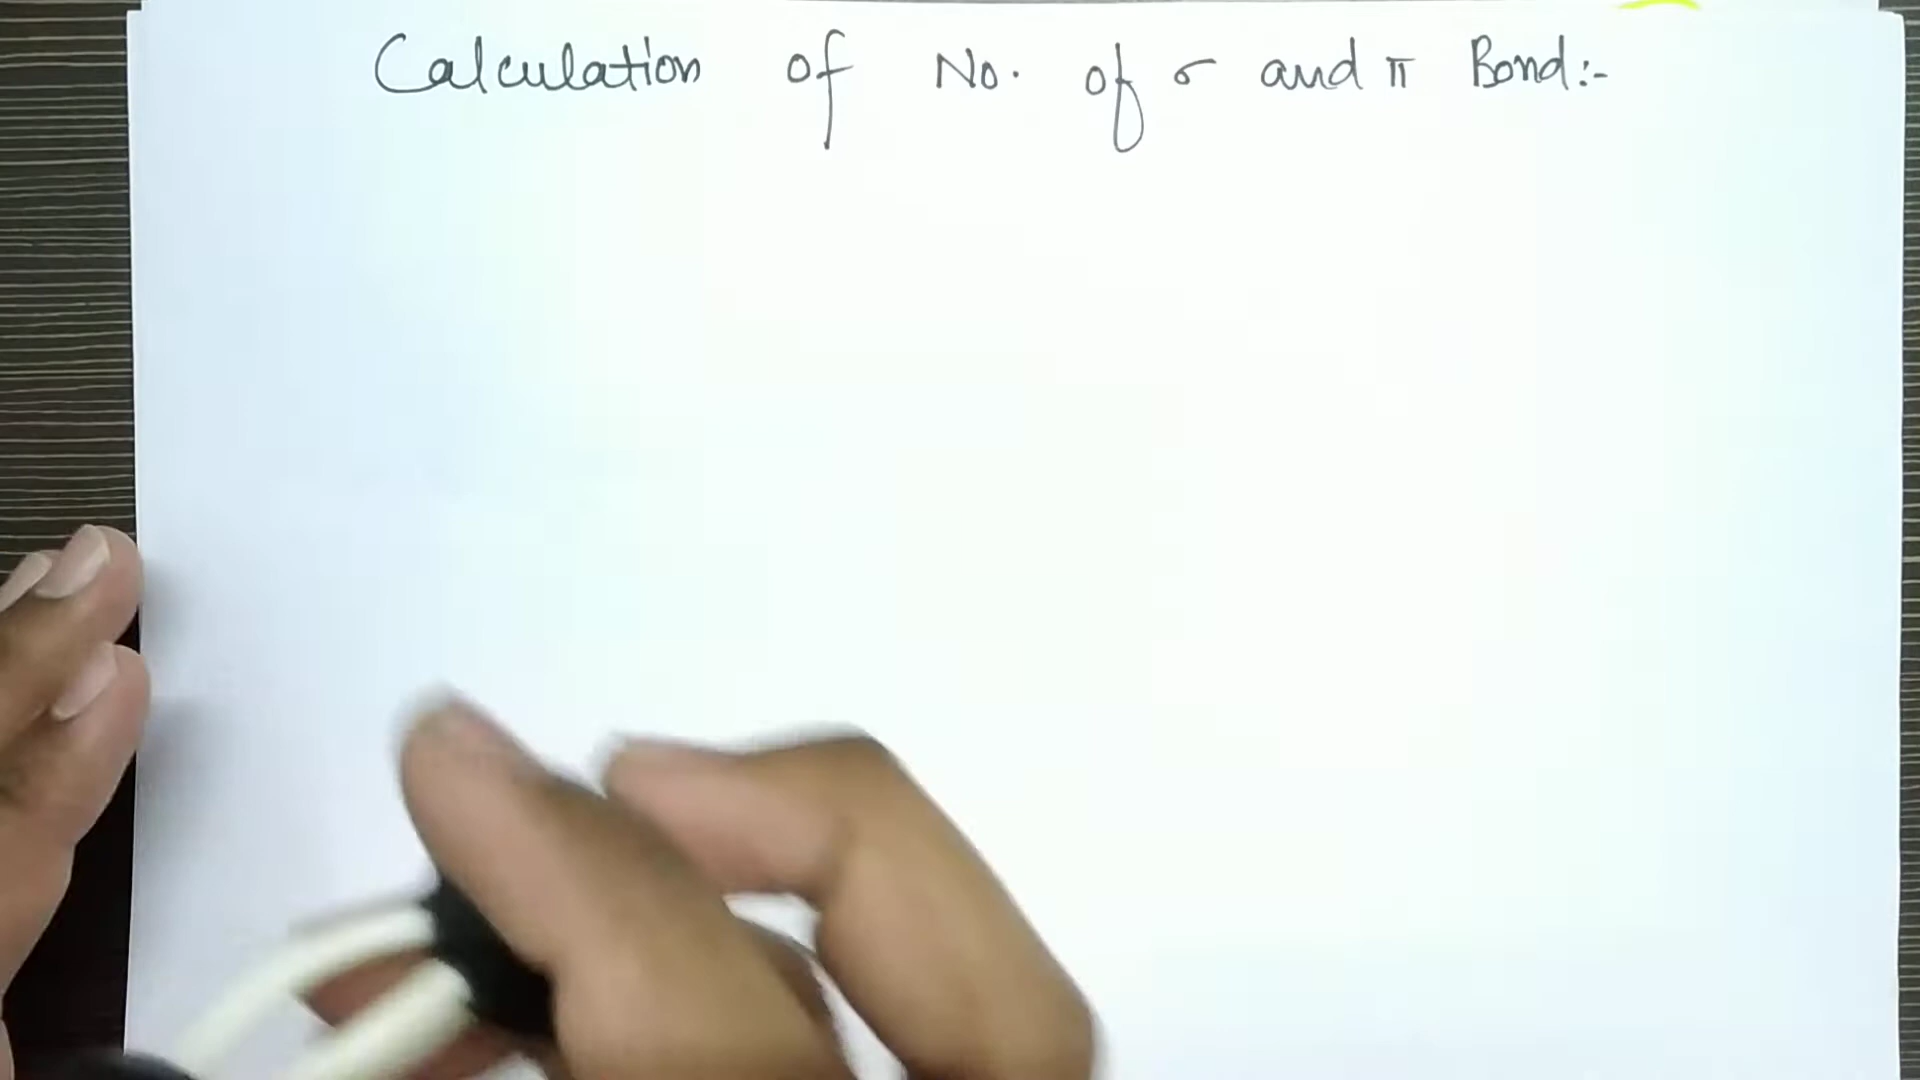 Calculation of No. of σ and π Bond:-